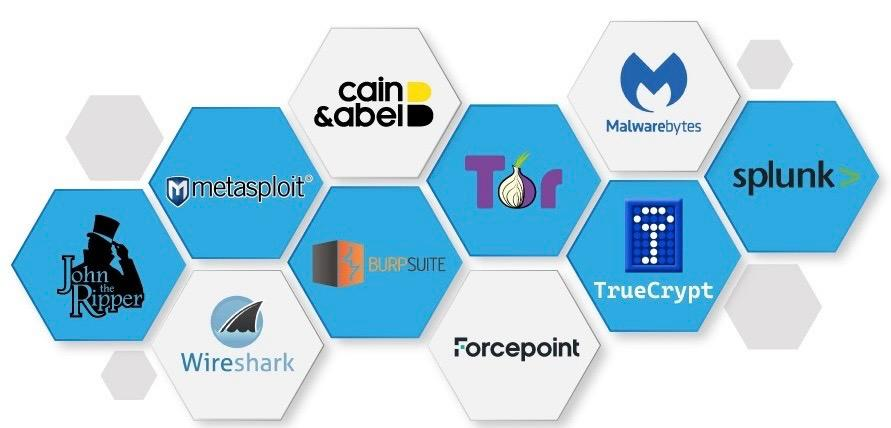 cain
&abel
Malwarebytes
metasploit®
Tor
splunk>
John
the
Ripper
BURPSUITE
TrueCrypt
Wireshark
Forcepoint